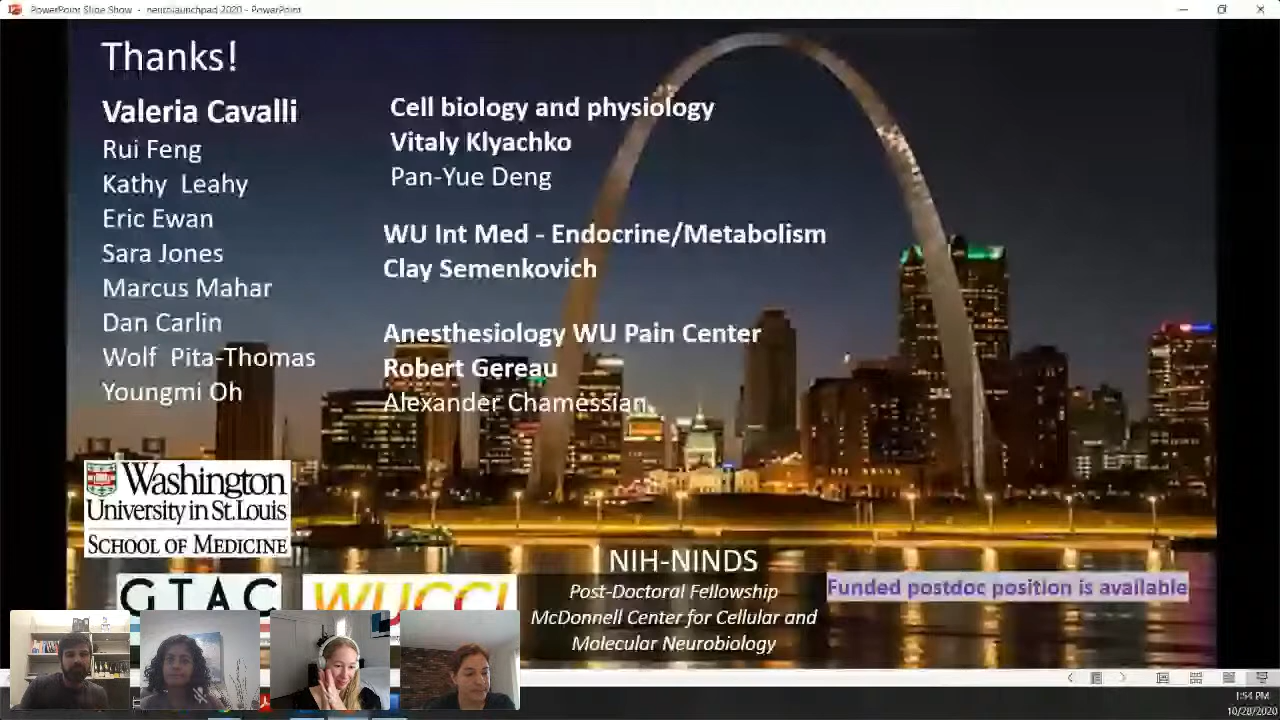 PowerPoint Slide Show - neurolaunchpad 2020 - PowerPoint
Thanks!
Valeria Cavalli
Rui Feng
Kathy Leahy
Eric Ewan
Sara Jones
Marcus Mahar
Dan Carlin
Wolf Pita-Thomas
Youngmi Oh
Cell biology and physiology
Vitaly Klyachko
Pan-Yue Deng
WU Int Med - Endocrine/Metabolism
Clay Semenkovich
Anesthesiology WU Pain Center
Robert Gereau
Alexander Chamessian
Washington
University in St.Louis
SCHOOL OF MEDICINE
GTAC
WUCCI
NIH-NINDS
Post-Doctoral Fellowship
McDonnell Center for Cellular and
Molecular Neurobiology
Funded postdoc position is available
1:54 PM
10/28/2020